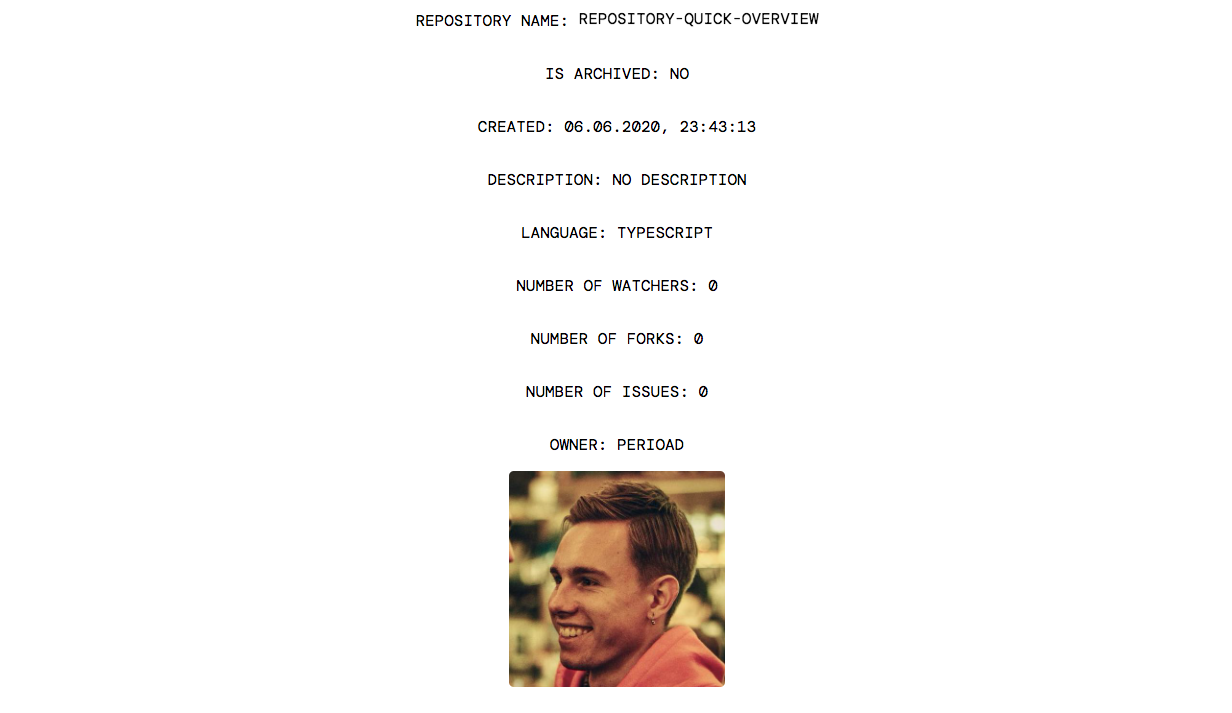 REPOSITORY NAME: REPOSITORY-QUICK-OVERVIEW
IS ARCHIVED: NO
CREATED: 06.06.2020, 23:43:13
DESCRIPTION: NO DESCRIPTION
LANGUAGE: TYPESCRIPT
NUMBER OF WATCHERS: 0
NUMBER OF FORKS: 0
NUMBER OF ISSUES: 0
OWNER: PERIOAD